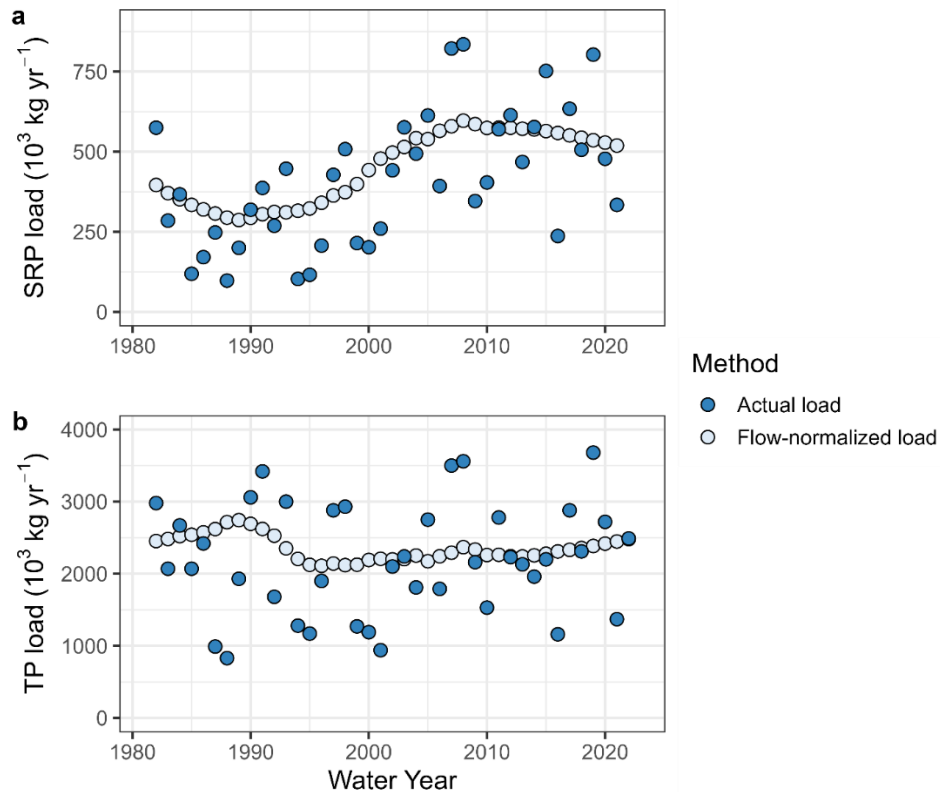 a
SRP load (10³ kg yr⁻¹)
750
500
250
0
1980 1990 2000 2010 2020
b
TP load (10³ kg yr⁻¹)
4000
3000
2000
1000
0
1980 1990 2000 2010 2020
Water Year
Method
Actual load
Flow-normalized load